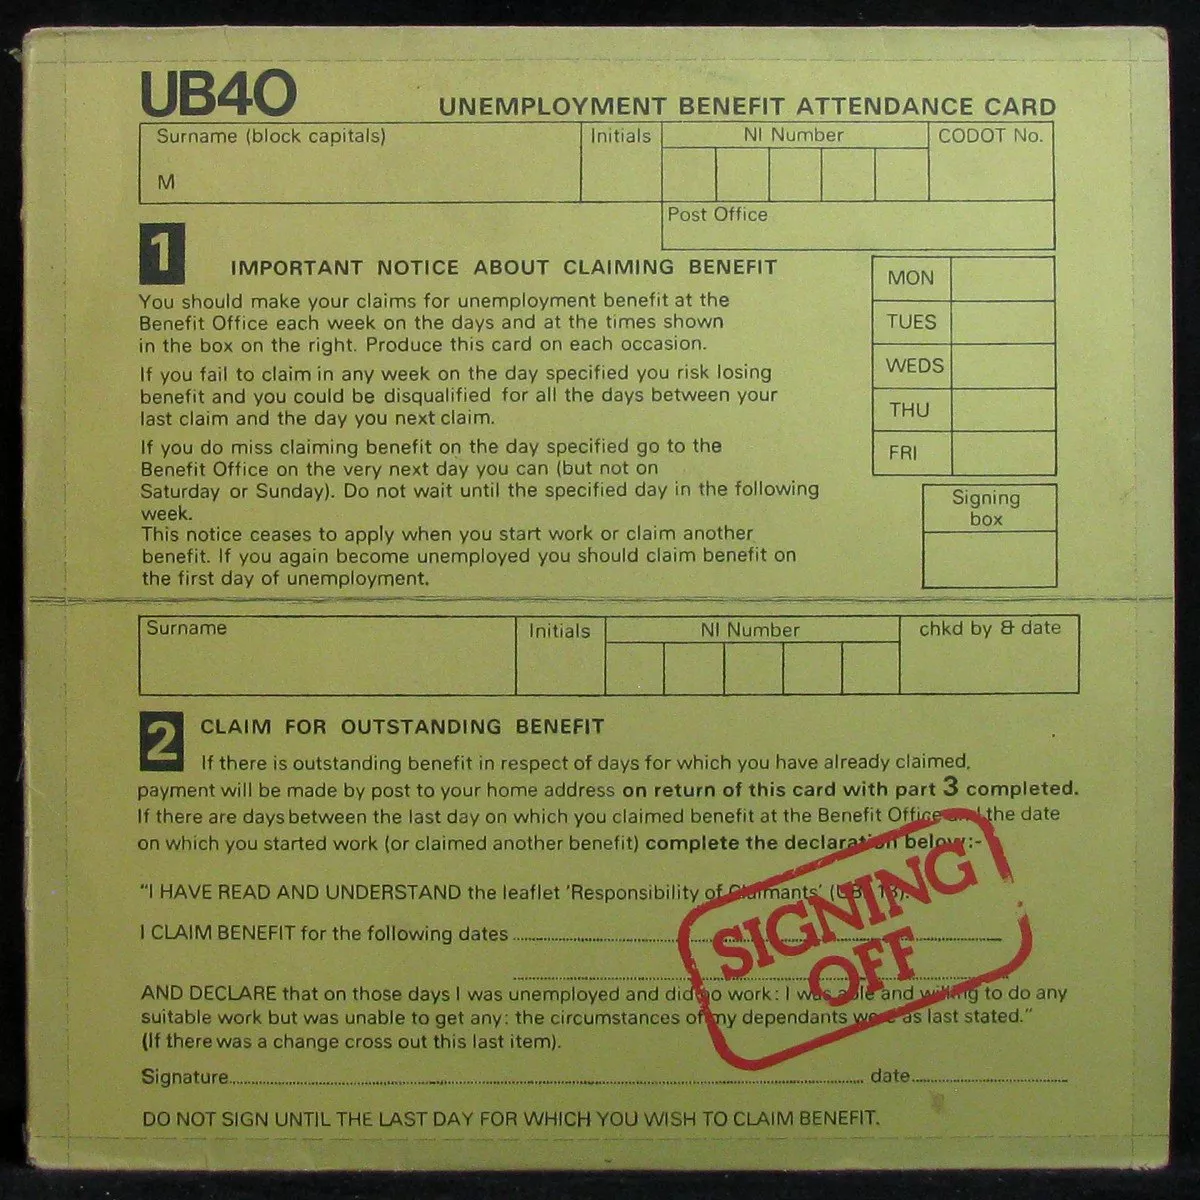 UB40
UNEMPLOYMENT BENEFIT ATTENDANCE CARD
Surname (block capitals)
Initials
NI Number
CODOT No.
M
Post Office
1
IMPORTANT NOTICE ABOUT CLAIMING BENEFIT
You should make your claims for unemployment benefit at the
Benefit Office each week on the days and at the times shown
in the box on the right. Produce this card on each occasion.
If you fail to claim in any week on the day specified you risk losing
benefit and you could be disqualified for all the days between your
last claim and the day you next claim.
If you do miss claiming benefit on the day specified go to the
Benefit Office on the very next day you can (but not on
Saturday or Sunday). Do not wait until the specified day in the following
week.
This notice ceases to apply when you start work or claim another
benefit. If you again become unemployed you should claim benefit on
the first day of unemployment.
MON
TUES
WEDS
THU
FRI
Signing
box
Surname
Initials
NI Number
chkd by & date
2
CLAIM FOR OUTSTANDING BENEFIT
If there is outstanding benefit in respect of days for which you have already claimed,
payment will be made by post to your home address on return of this card with part 3 completed.
If there are days between the last day on which you claimed benefit at the Benefit Office and the date
on which you started work (or claimed another benefit) complete the declaration below:-
"I HAVE READ AND UNDERSTAND the leaflet 'Responsibility of Claimants' (UBL 18).
I CLAIM BENEFIT for the following dates
AND DECLARE that on those days I was unemployed and did no work: I was able and willing to do any
suitable work but was unable to get any: the circumstances of my dependants were as last stated."
(If there was a change cross out this last item).
Signature
date
DO NOT SIGN UNTIL THE LAST DAY FOR WHICH YOU WISH TO CLAIM BENEFIT.
SIGNING
OFF